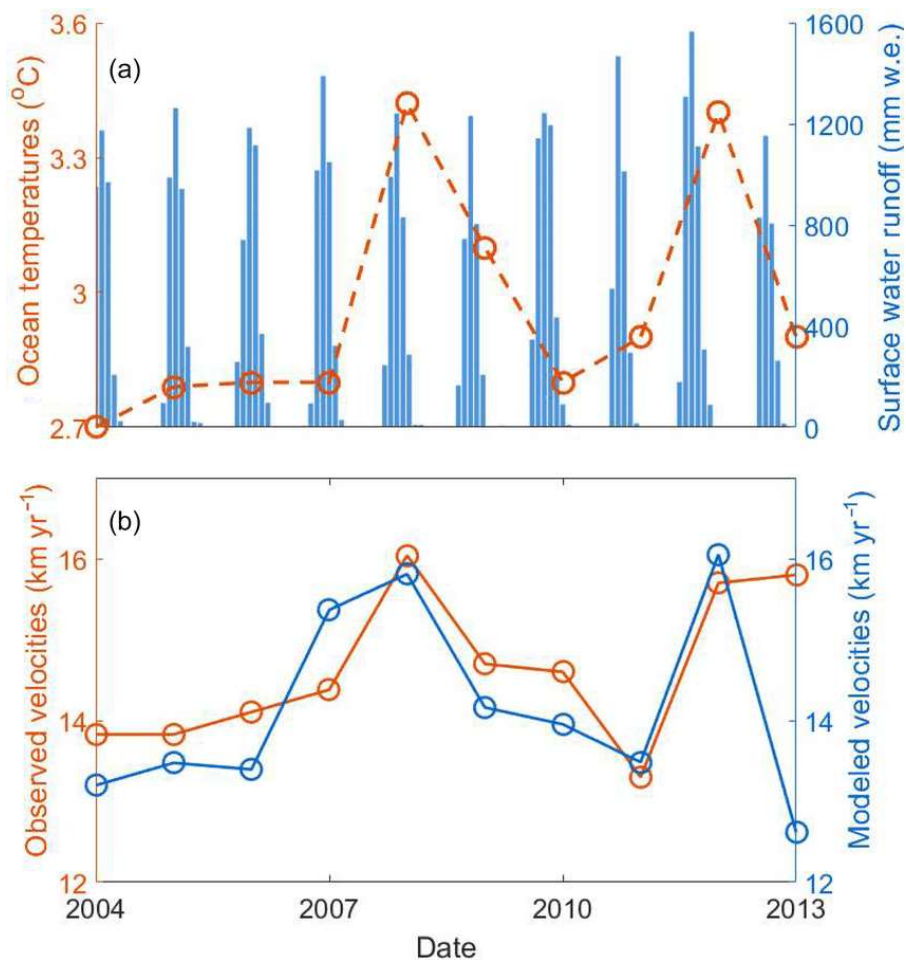 (a)
Ocean temperatures (°C)
3.6
3.3
3
2.7
Surface water runoff (mm w.e.)
1600
1200
800
400
0
(b)
Observed velocities (km yr⁻¹)
16
14
12
Modeled velocities (km yr⁻¹)
16
14
12
2004
2007
2010
2013
Date